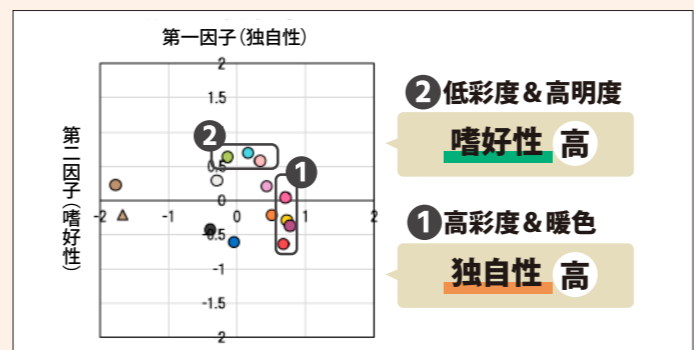 第一因子（独自性）
第二因子（嗜好性）
2
1.5
0.5
-0.5
-1
-1.5
-2
-2
-1
0
1
2
❷
❶
❷低彩度＆高明度
嗜好性 高
❶高彩度＆暖色
独自性 高